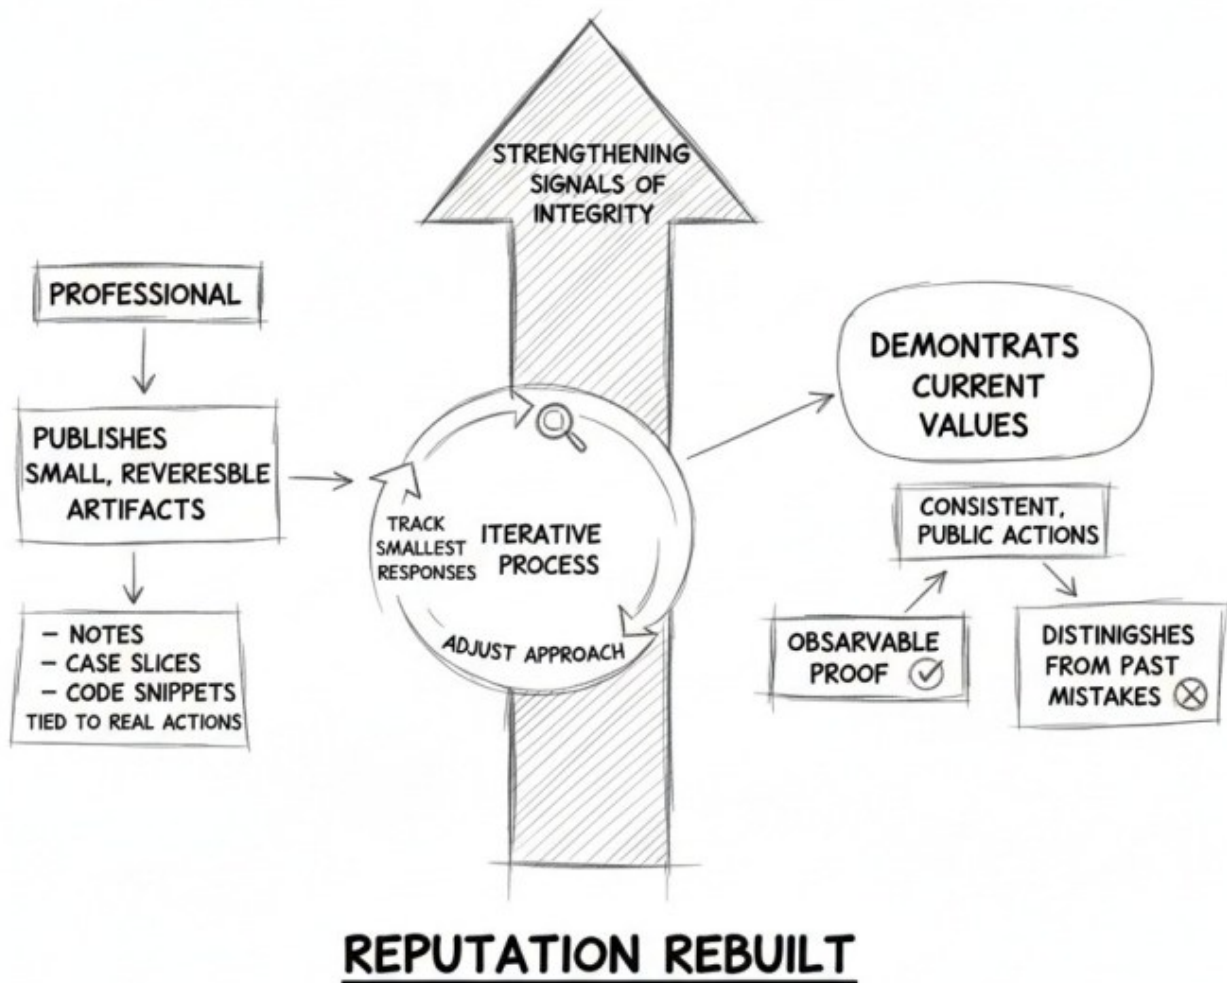 STRENGTHENING
SIGNALS OF
INTEGRITY
PROFESSIONAL
PUBLISHES
SMALL, REVERESBLE
ARTIFACTS
– NOTES
– CASE SLICES
– CODE SNIPPETS
TIED TO REAL ACTIONS
TRACK
SMALLEST
RESPONSES
ITERATIVE
PROCESS
ADJUST APPROACH
DEMONTRATS
CURRENT
VALUES
CONSISTENT,
PUBLIC ACTIONS
OBSARVABLE
PROOF
DISTINIGSHES
FROM PAST
MISTAKES
REPUTATION REBUILT